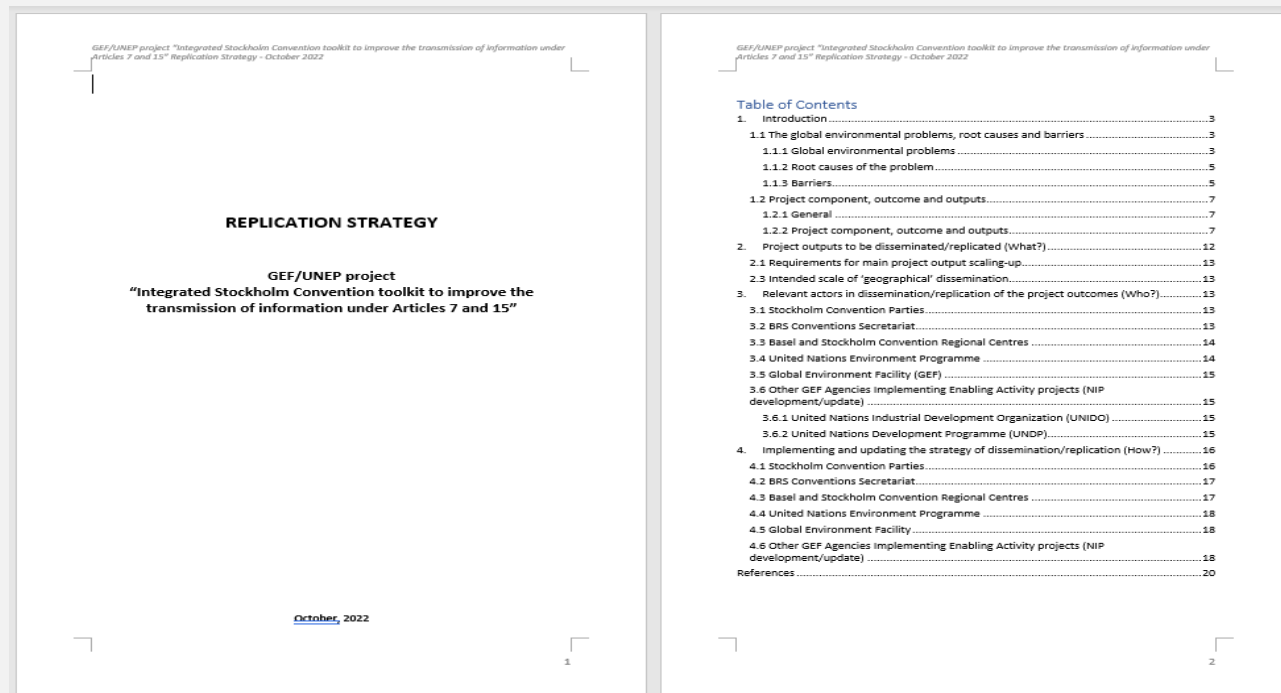 GEF/UNEP project "Integrated Stockholm Convention toolkit to improve the transmission of information under
Articles 7 and 15" Replication Strategy - October 2022
REPLICATION STRATEGY
GEF/UNEP project
“Integrated Stockholm Convention toolkit to improve the
transmission of information under Articles 7 and 15”
October, 2022
1
GEF/UNEP project "Integrated Stockholm Convention toolkit to improve the transmission of information under
Articles 7 and 15" Replication Strategy - October 2022
Table of Contents
1. Introduction 3
1.1 The global environmental problems, root causes and barriers 3
1.1.1 Global environmental problems 3
1.1.2 Root causes of the problem 5
1.1.3 Barriers 5
1.2 Project component, outcome and outputs 7
1.2.1 General 7
1.2.2 Project component, outcome and outputs 7
2. Project outputs to be disseminated/replicated (What?) 12
2.1 Requirements for main project output scaling-up 13
2.3 Intended scale of ‘geographical’ dissemination 13
3. Relevant actors in dissemination/replication of the project outcomes (Who?) 13
3.1 Stockholm Convention Parties 13
3.2 BRS Conventions Secretariat 13
3.3 Basel and Stockholm Convention Regional Centres 14
3.4 United Nations Environment Programme 14
3.5 Global Environment Facility (GEF) 15
3.6 Other GEF Agencies Implementing Enabling Activity projects (NIP
development/update) 15
3.6.1 United Nations Industrial Development Organization (UNIDO) 15
3.6.2 United Nations Development Programme (UNDP) 15
4. Implementing and updating the strategy of dissemination/replication (How?) 16
4.1 Stockholm Convention Parties 16
4.2 BRS Conventions Secretariat 17
4.3 Basel and Stockholm Convention Regional Centres 17
4.4 United Nations Environment Programme 18
4.5 Global Environment Facility 18
4.6 Other GEF Agencies Implementing Enabling Activity projects (NIP
development/update) 18
References 20
2